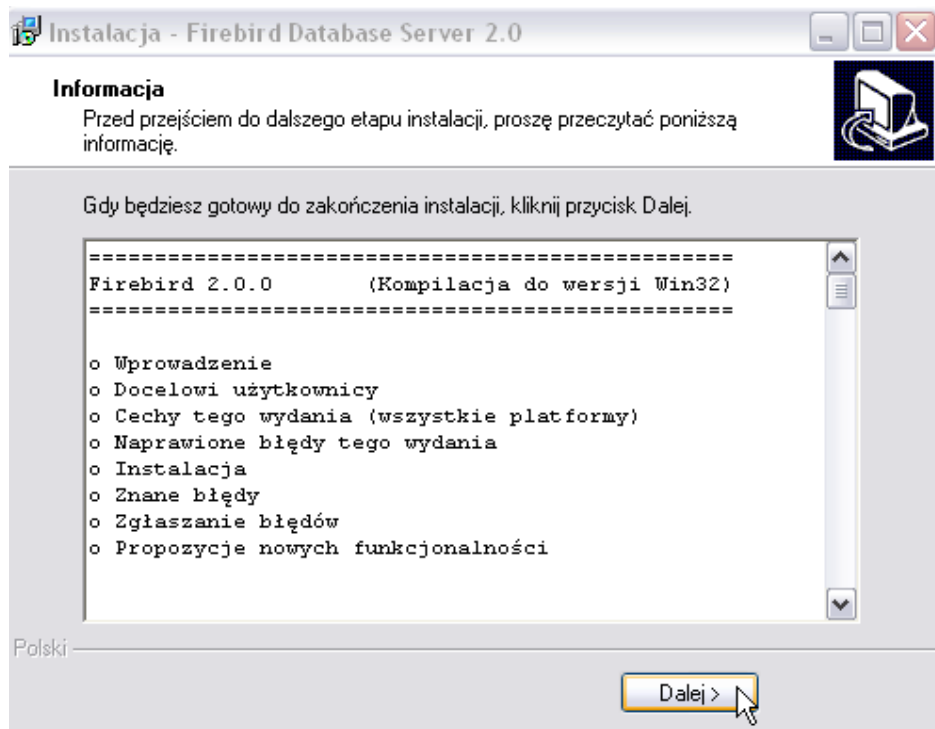 Instalacja - Firebird Database Server 2.0
Informacja
Przed przejściem do dalszego etapu instalacji, proszę przeczytać poniższą
informację.
Gdy będziesz gotowy do zakończenia instalacji, kliknij przycisk Dalej.
=================================================
Firebird 2.0.0 (Kompilacja do wersji Win32)
=================================================
o Wprowadzenie
o Docelowi użytkownicy
o Cechy tego wydania (wszystkie platformy)
o Naprawione błędy tego wydania
o Instalacja
o Znane błędy
o Zgłaszanie błędów
o Propozycje nowych funkcjonalności
Polski
Dalej >